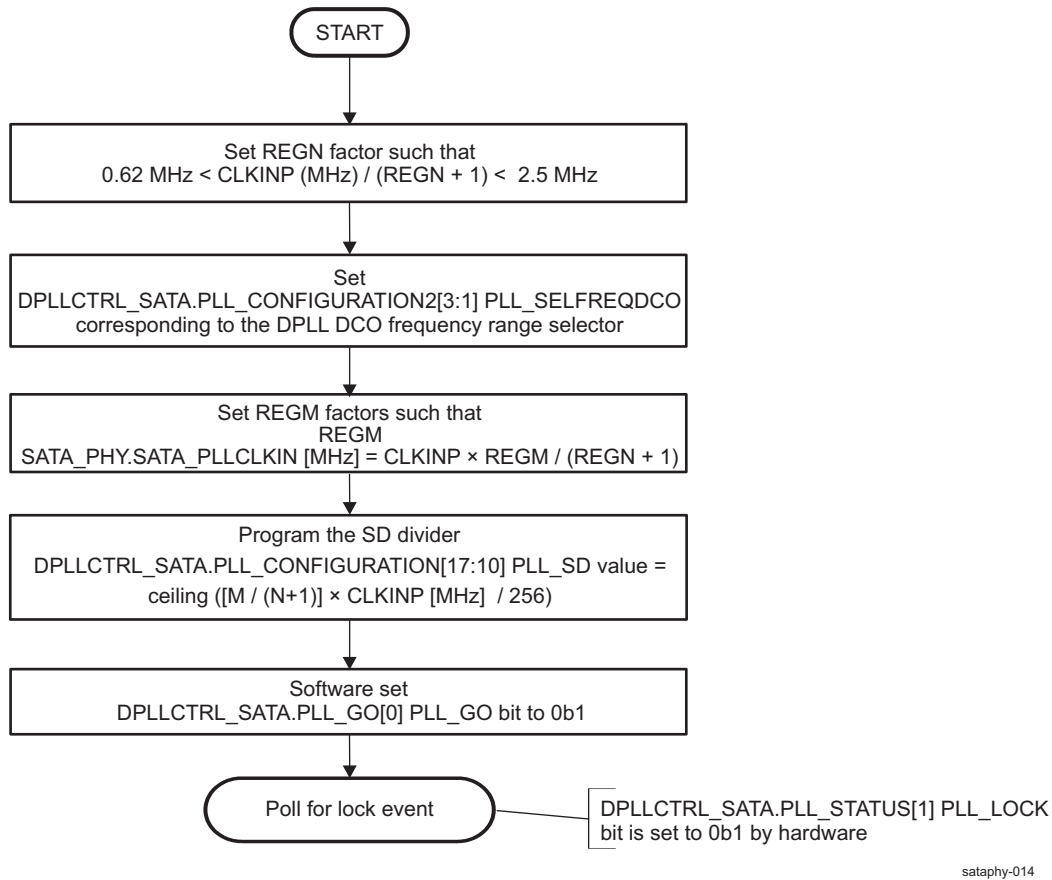 START
Set REGN factor such that
0.62 MHz < CLKINP (MHz) / (REGN + 1) < 2.5 MHz
Set
DPLLCTRL_SATA.PLL_CONFIGURATION2[3:1] PLL_SELFREQDCO
corresponding to the DPLL DCO frequency range selector
Set REGM factors such that
REGM
SATA_PHY.SATA_PLLCLKIN [MHz] = CLKINP × REGM / (REGN + 1)
Program the SD divider
DPLLCTRL_SATA.PLL_CONFIGURATION[17:10] PLL_SD value =
ceiling ([M / (N+1)] × CLKINP [MHz] / 256)
Software set
DPLLCTRL_SATA.PLL_GO[0] PLL_GO bit to 0b1
Poll for lock event
DPLLCTRL_SATA.PLL_STATUS[1] PLL_LOCK
bit is set to 0b1 by hardware
sataphy-014